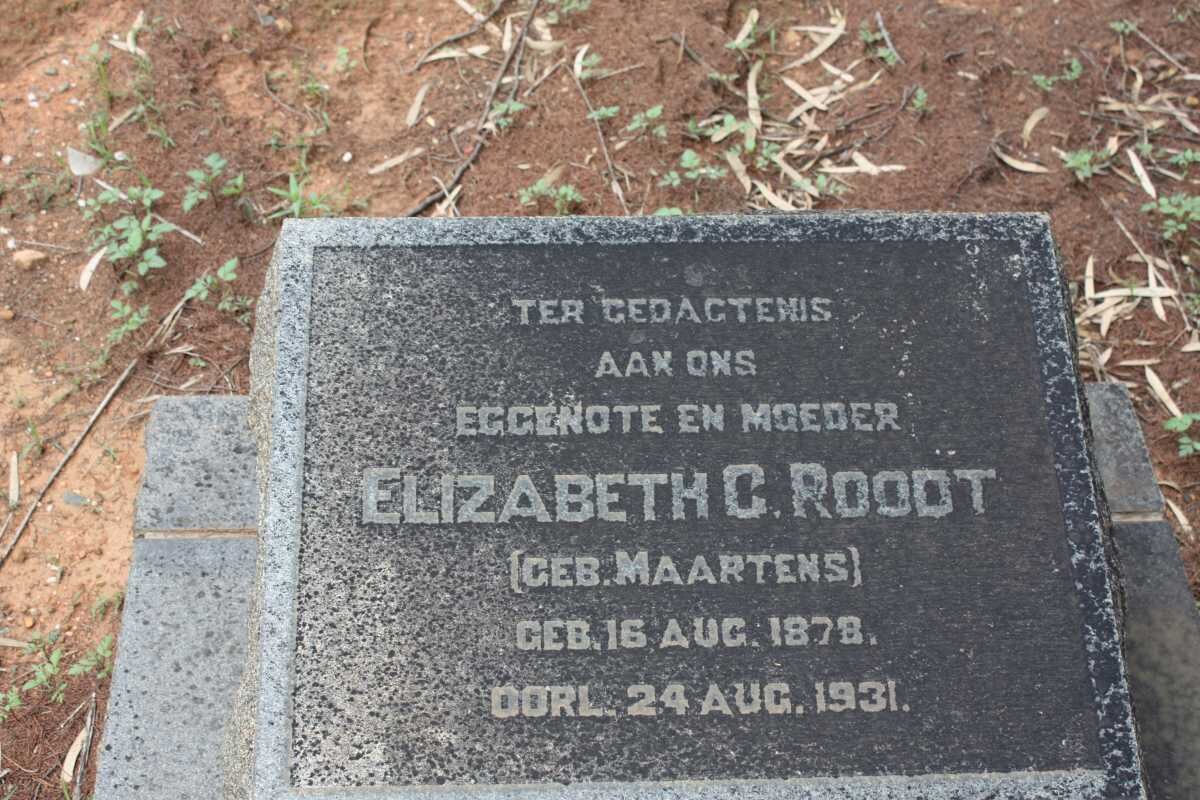 TER GEDACTENIS
AAN ONS
EGGENOTE EN MOEDER
ELIZABETH C. ROODT
(GEB. MAARTENS)
GEB. 16 AUG. 1878.
OORL. 24 AUG. 1931.